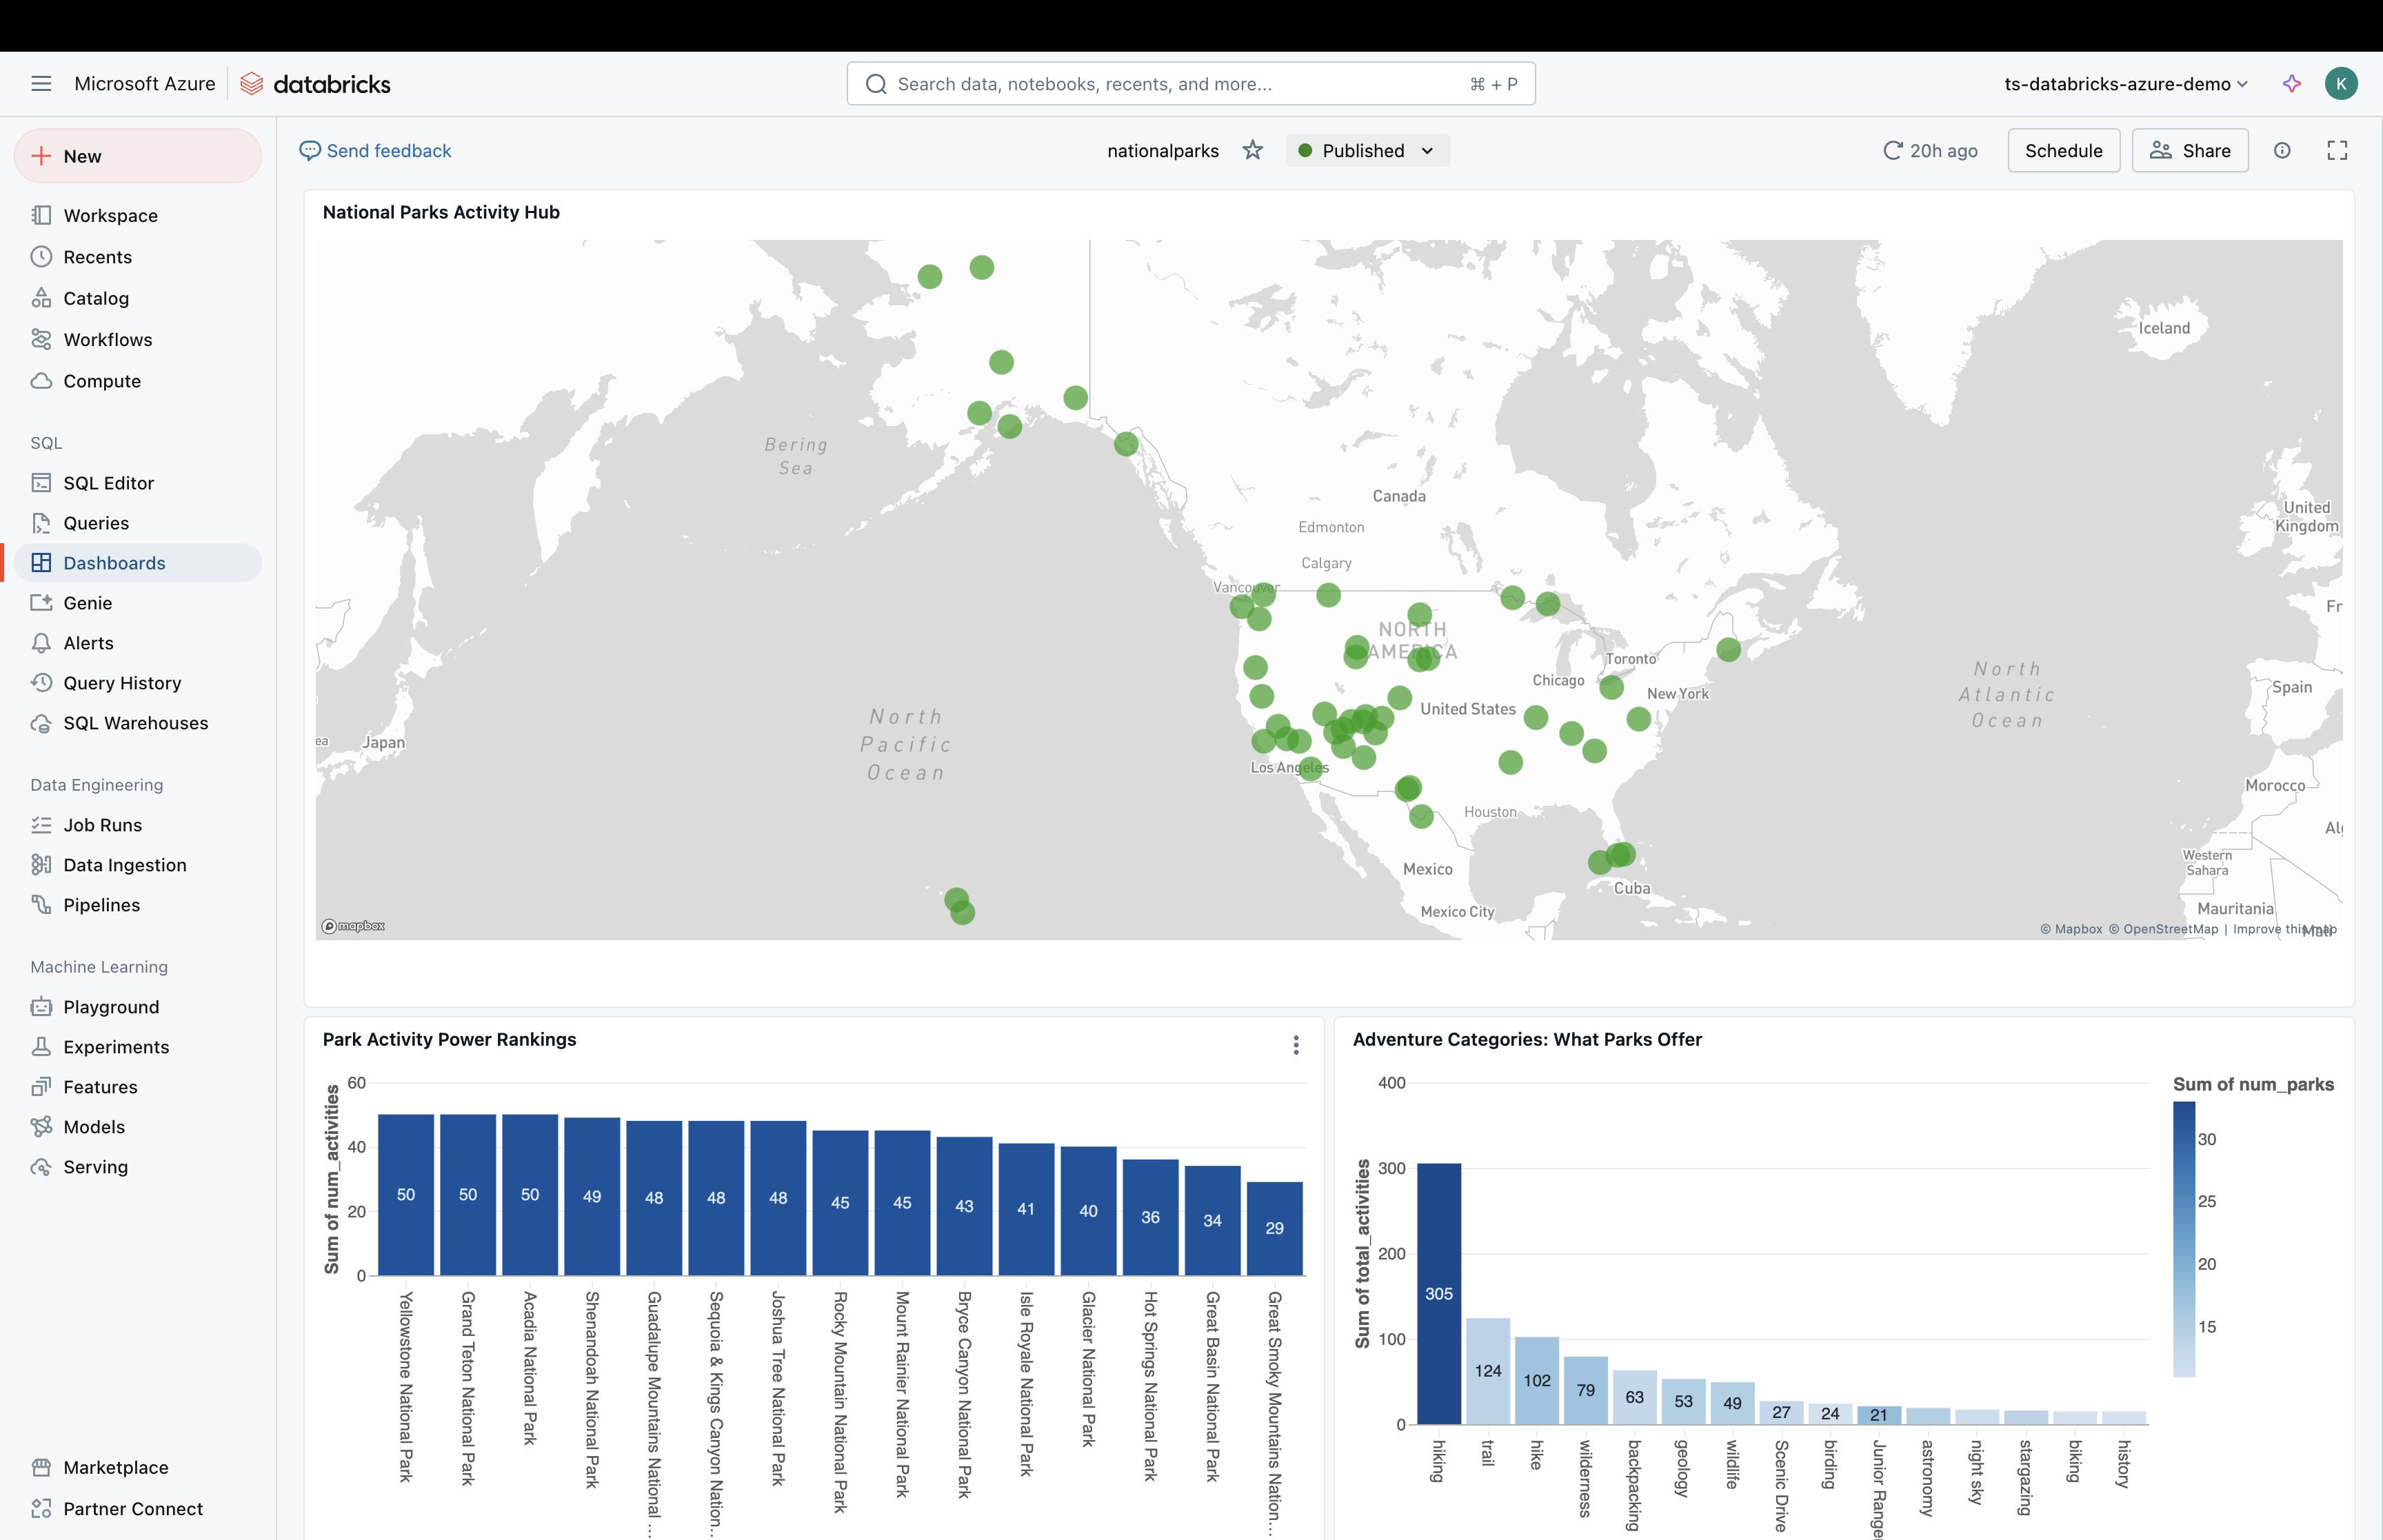 Microsoft Azure
databricks
Search data, notebooks, recents, and more...
⌘ + P
ts-databricks-azure-demo
K
New
Workspace
Recents
Catalog
Workflows
Compute
SQL
SQL Editor
Queries
Dashboards
Genie
Alerts
Query History
SQL Warehouses
Data Engineering
Job Runs
Data Ingestion
Pipelines
Machine Learning
Playground
Experiments
Features
Models
Serving
Marketplace
Partner Connect
Send feedback
nationalparks
Published
20h ago
Schedule
Share
National Parks Activity Hub
Iceland
Bering
Sea
Canada
Edmonton
Calgary
Vancouver
United
Kingdom
Fr
NORTH
AMERICA
Toronto
Chicago
New York
United States
North
Atlantic
Ocean
Spain
North
Pacific
Ocean
ea
Japan
Los Angeles
Houston
Morocco
Al
Western
Sahara
Mexico
Cuba
Mexico City
Mauritania
Mali
mapbox
© Mapbox © OpenStreetMap | Improve this map
Park Activity Power Rankings
Sum of num_activities
60
40
20
0
50
50
50
49
48
48
48
45
45
43
41
40
36
34
29
Yellowstone National Park
Grand Teton National Park
Acadia National Park
Shenandoah National Park
Guadalupe Mountains National ...
Sequoia & Kings Canyon Nation...
Joshua Tree National Park
Rocky Mountain National Park
Mount Rainier National Park
Bryce Canyon National Park
Isle Royale National Park
Glacier National Park
Hot Springs National Park
Great Basin National Park
Great Smoky Mountains Nation...
Adventure Categories: What Parks Offer
Sum of total_activities
400
300
200
100
0
305
124
102
79
63
53
49
27
24
21
hiking
trail
hike
wilderness
backpacking
geology
wildlife
Scenic Drive
birding
Junior Range
astronomy
night sky
stargazing
biking
history
Sum of num_parks
30
25
20
15